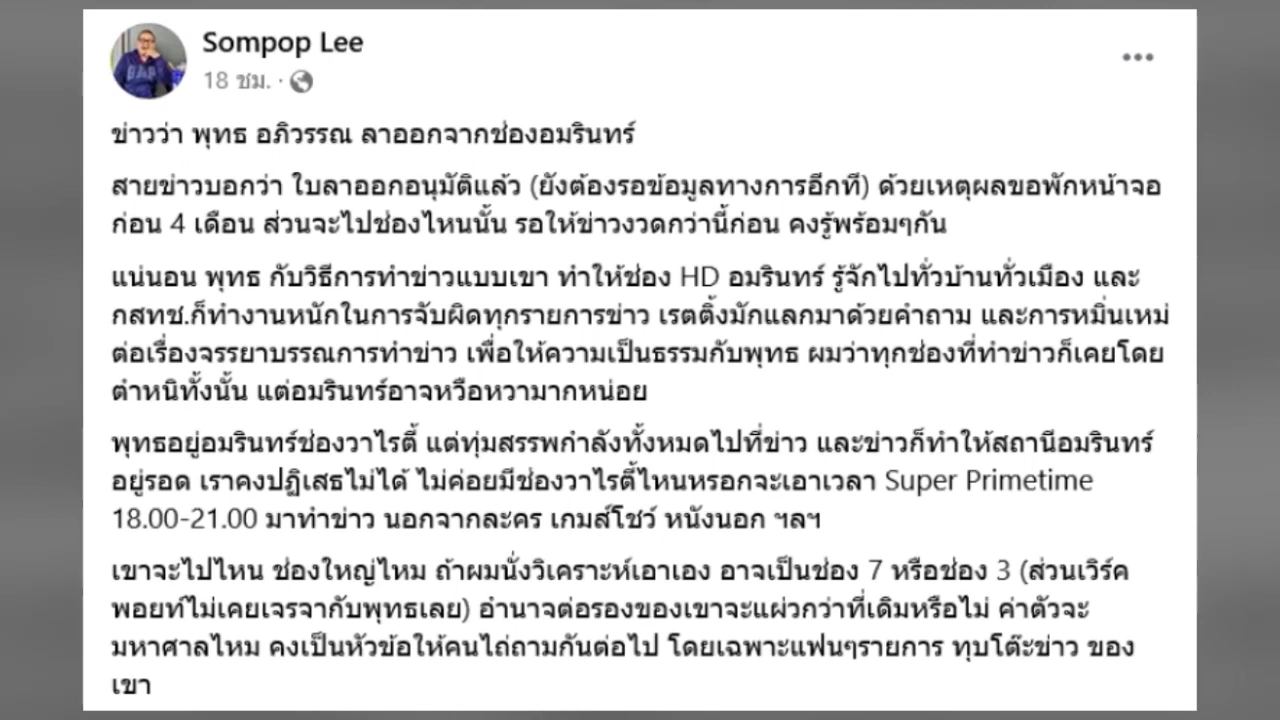 Sompop Lee
18 ชม. ·
ข่าวว่า พุทธ อภิวรรณ ลาออกจากช่องอมรินทร์
สายข่าวบอกว่า ใบลาออกอนุมัติแล้ว (ยังต้องรอข้อมูลทางการอีกที) ด้วยเหตุผลขอพักหน้าจอ
ก่อน 4 เดือน ส่วนจะไปช่องไหนนั้น รอให้ข่าวงวดกว่านี้ก่อน คงรู้พร้อมๆกัน
แน่นอน พุทธ กับวิธีการทำข่าวแบบเขา ทำให้ช่อง HD อมรินทร์ รู้จักไปทั่วบ้านทั่วเมือง และ
กสทช.ก็ทำงานหนักในการจับผิดทุกรายการข่าว เรตติ้งมักแลกมาด้วยคำถาม และการหมิ่นเหม่
ต่อเรื่องจรรยาบรรณการทำข่าว เพื่อให้ความเป็นธรรมกับพุทธ ผมว่าทุกช่องที่ทำข่าวก็เคยโดย
ตำหนิทั้งนั้น แต่อมรินทร์อาจหวือหวามากหน่อย
พุทธอยู่อมรินทร์ช่องวาไรตี้ แต่ทุ่มสรรพกำลังทั้งหมดไปที่ข่าว และข่าวก็ทำให้สถานีอมรินทร์
อยู่รอด เราคงปฏิเสธไม่ได้ ไม่ค่อยมีช่องวาไรตี้ไหนหรอกจะเอาเวลา Super Primetime
18.00-21.00 มาทำข่าว นอกจากละคร เกมส์โชว์ หนังนอก ฯลฯ
เขาจะไปไหน ช่องใหญ่ไหม ถ้าผมนั่งวิเคราะห์เอาเอง อาจเป็นช่อง 7 หรือช่อง 3 (ส่วนเวิร์ค
พอยท์ไม่เคยเจรจากับพุทธเลย) อำนาจต่อรองของเขาจะแผ่วกว่าที่เดิมหรือไม่ ค่าตัวจะ
มหาศาลไหม คงเป็นหัวข้อให้คนไถ่ถามกันต่อไป โดยเฉพาะแฟนๆรายการ ทุบโต๊ะข่าว ของ
เขา